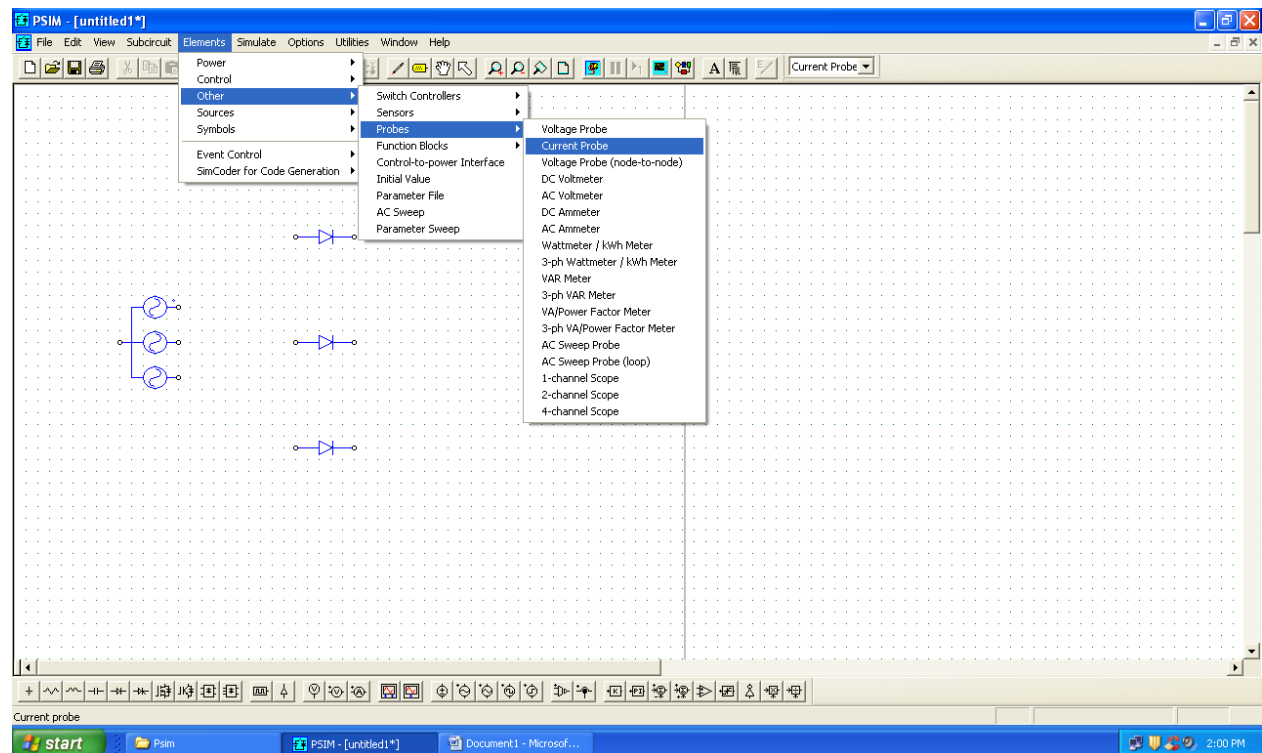 PSIM - [untitled1*]
File Edit View Subcircuit Elements Simulate Options Utilities Window Help
Current Probe
Power
Control
Other
Sources
Symbols
Event Control
SimCoder for Code Generation
Switch Controllers
Sensors
Probes
Function Blocks
Control-to-power Interface
Initial Value
Parameter File
AC Sweep
Parameter Sweep
Voltage Probe
Current Probe
Voltage Probe (node-to-node)
DC Voltmeter
AC Voltmeter
DC Ammeter
AC Ammeter
Wattmeter / kWh Meter
3-ph Wattmeter / kWh Meter
VAR Meter
3-ph VAR Meter
VA/Power Factor Meter
3-ph VA/Power Factor Meter
AC Sweep Probe
AC Sweep Probe (loop)
1-channel Scope
2-channel Scope
4-channel Scope
Current probe
start Psim PSIM - [untitled1*] Document1 - Microsof... 2:00 PM